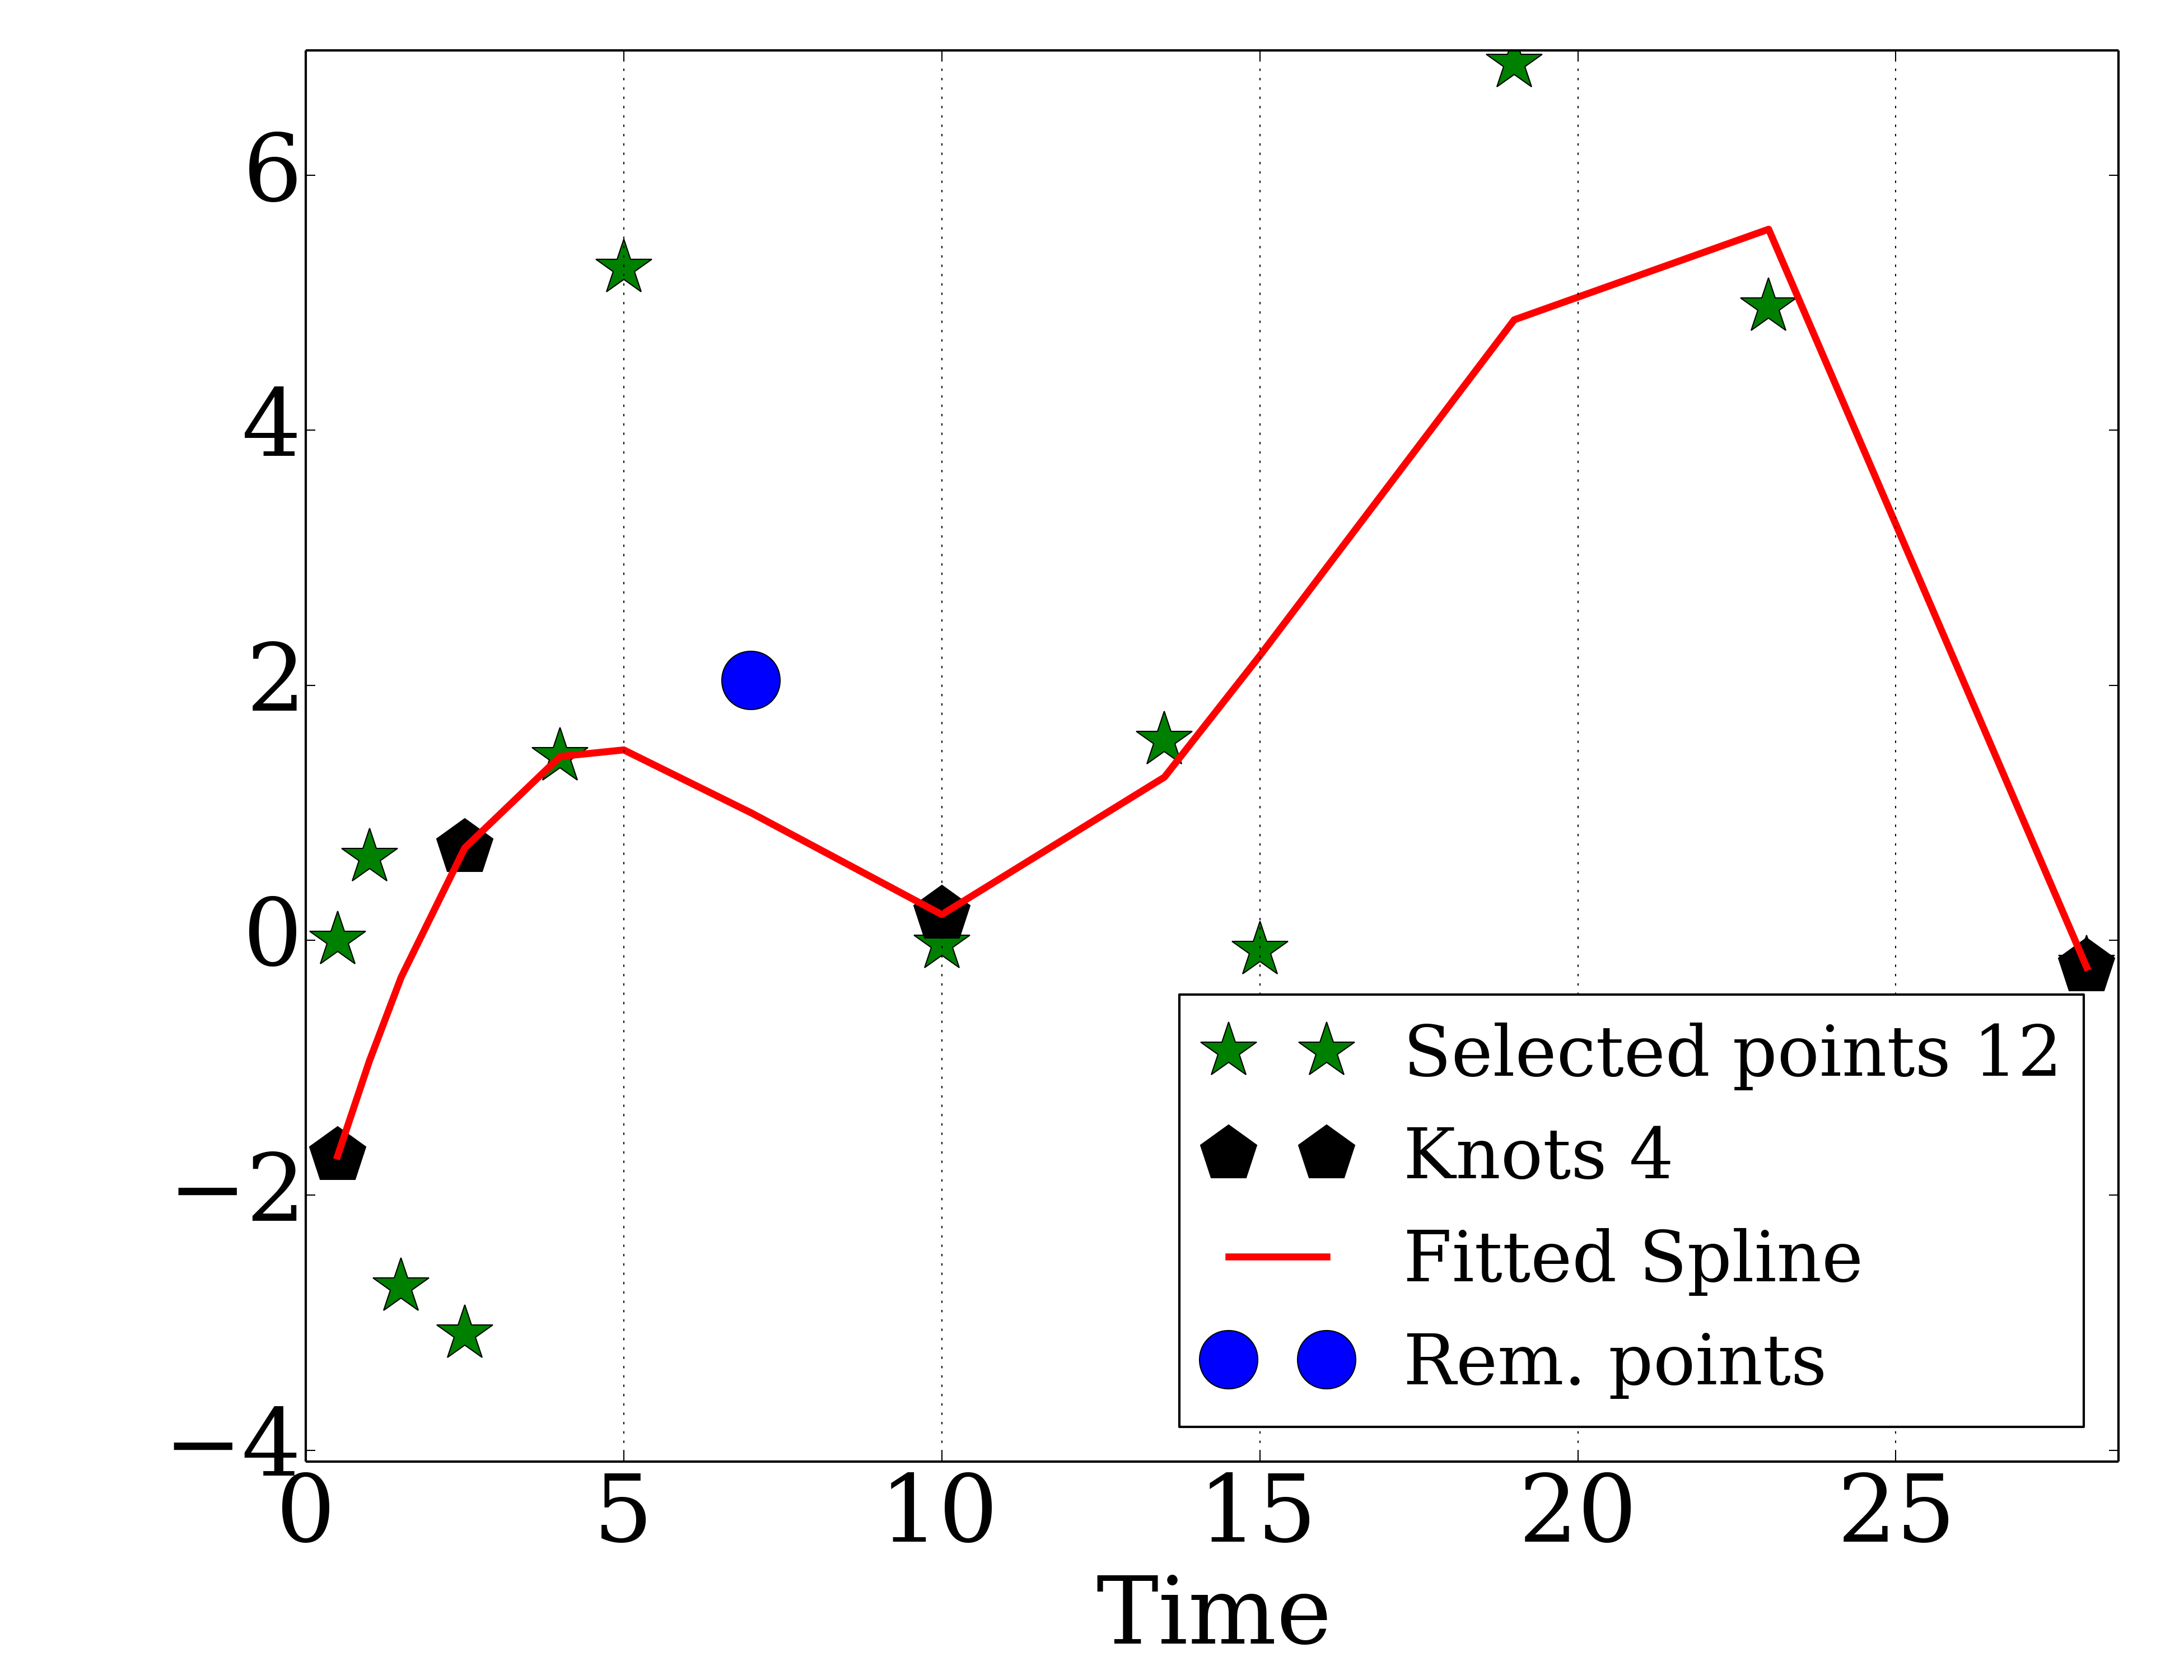 6
4
2
0
−2
−4
0 5 10 15 20 25
Time
Selected points 12
Knots 4
Fitted Spline
Rem. points